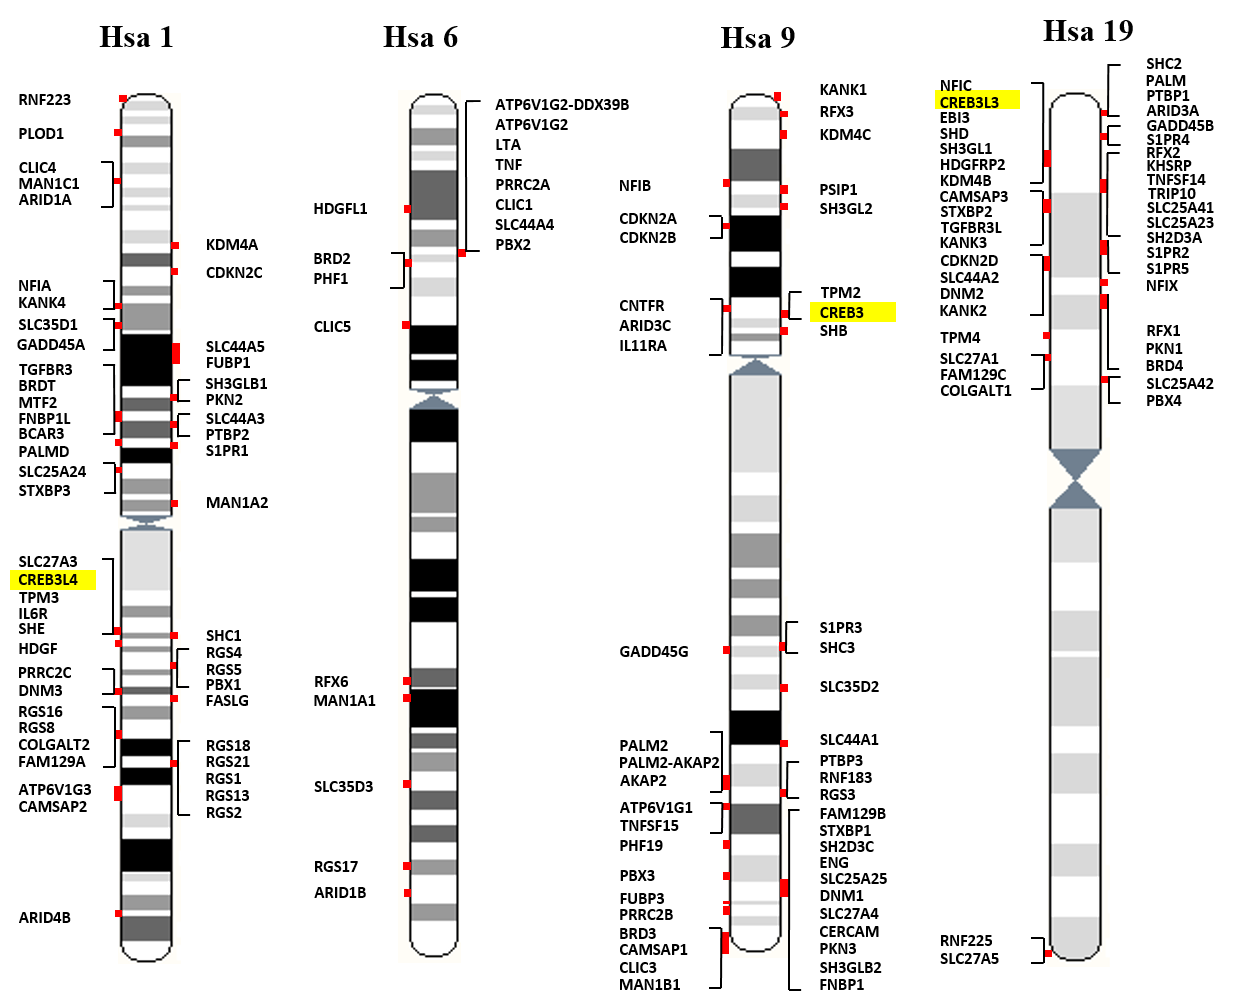 Hsa 1
RNF223
PLOD1
CLIC4
MAN1C1
ARID1A
NFIA
KANK4
SLC35D1
GADD45A
TGFBR3
BRDT
MTF2
FNBP1L
BCAR3
PALMD
SLC25A24
STXBP3
SLC27A3
CREB3L4
TPM3
IL6R
SHE
HDGF
PRRC2C
DNM3
RGS16
RGS8
COLGALT2
FAM129A
ATP6V1G3
CAMSAP2
ARID4B
KDM4A
CDKN2C
SLC44A5
FUBP1
SH3GLB1
PKN2
SLC44A3
PTBP2
S1PR1
MAN1A2
SHC1
RGS4
RGS5
PBX1
FASLG
RGS18
RGS21
RGS1
RGS13
RGS2
Hsa 6
HDGFL1
BRD2
PHF1
CLIC5
RFX6
MAN1A1
SLC35D3
RGS17
ARID1B
ATP6V1G2-DDX39B
ATP6V1G2
LTA
TNF
PRRC2A
CLIC1
SLC44A4
PBX2
Hsa 9
NFIB
CDKN2A
CDKN2B
CNTFR
ARID3C
IL11RA
GADD45G
PALM2
PALM2-AKAP2
AKAP2
ATP6V1G1
TNFSF15
PHF19
PBX3
FUBP3
PRRC2B
BRD3
CAMSAP1
CLIC3
MAN1B1
KANK1
RFX3
KDM4C
PSIP1
SH3GL2
TPM2
CREB3
SHB
S1PR3
SHC3
SLC35D2
SLC44A1
PTBP3
RNF183
RGS3
FAM129B
STXBP1
SH2D3C
ENG
SLC25A25
DNM1
SLC27A4
CERCAM
PKN3
SH3GLB2
FNBP1
Hsa 19
NFIC
CREB3L3
EBI3
SHD
SH3GL1
HDGFRP2
KDM4B
CAMSAP3
STXBP2
TGFBR3L
KANK3
CDKN2D
SLC44A2
DNM2
KANK2
TPM4
SLC27A1
FAM129C
COLGALT1
RNF225
SLC27A5
SHC2
PALM
PTBP1
ARID3A
GADD45B
S1PR4
RFX2
KHSRP
TNFSF14
TRIP10
SLC25A41
SLC25A23
SH2D3A
S1PR2
S1PR5
NFIX
RFX1
PKN1
BRD4
SLC25A42
PBX4